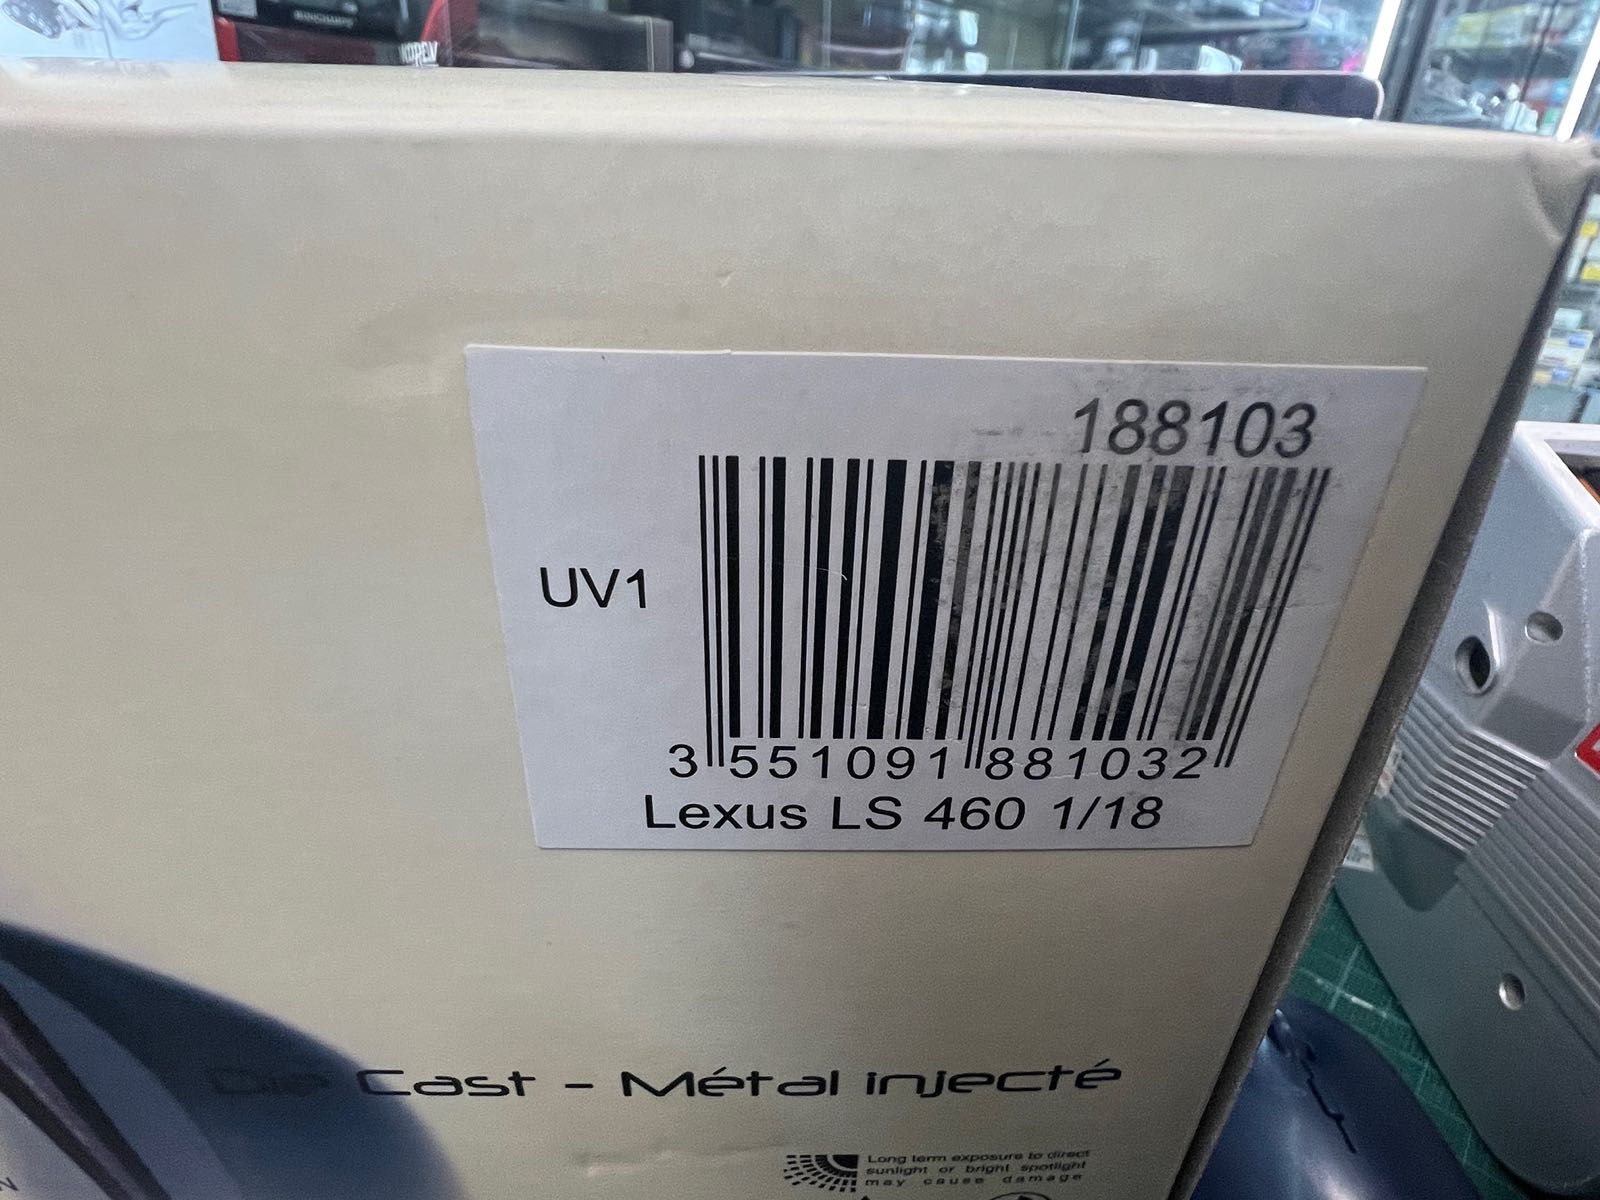 188103
UV1
3 551091 881032
Lexus LS 460 1/18
Die Cast - Métal injecté
Long term exposure to direct
sunlight or bright spotlight
may cause damage